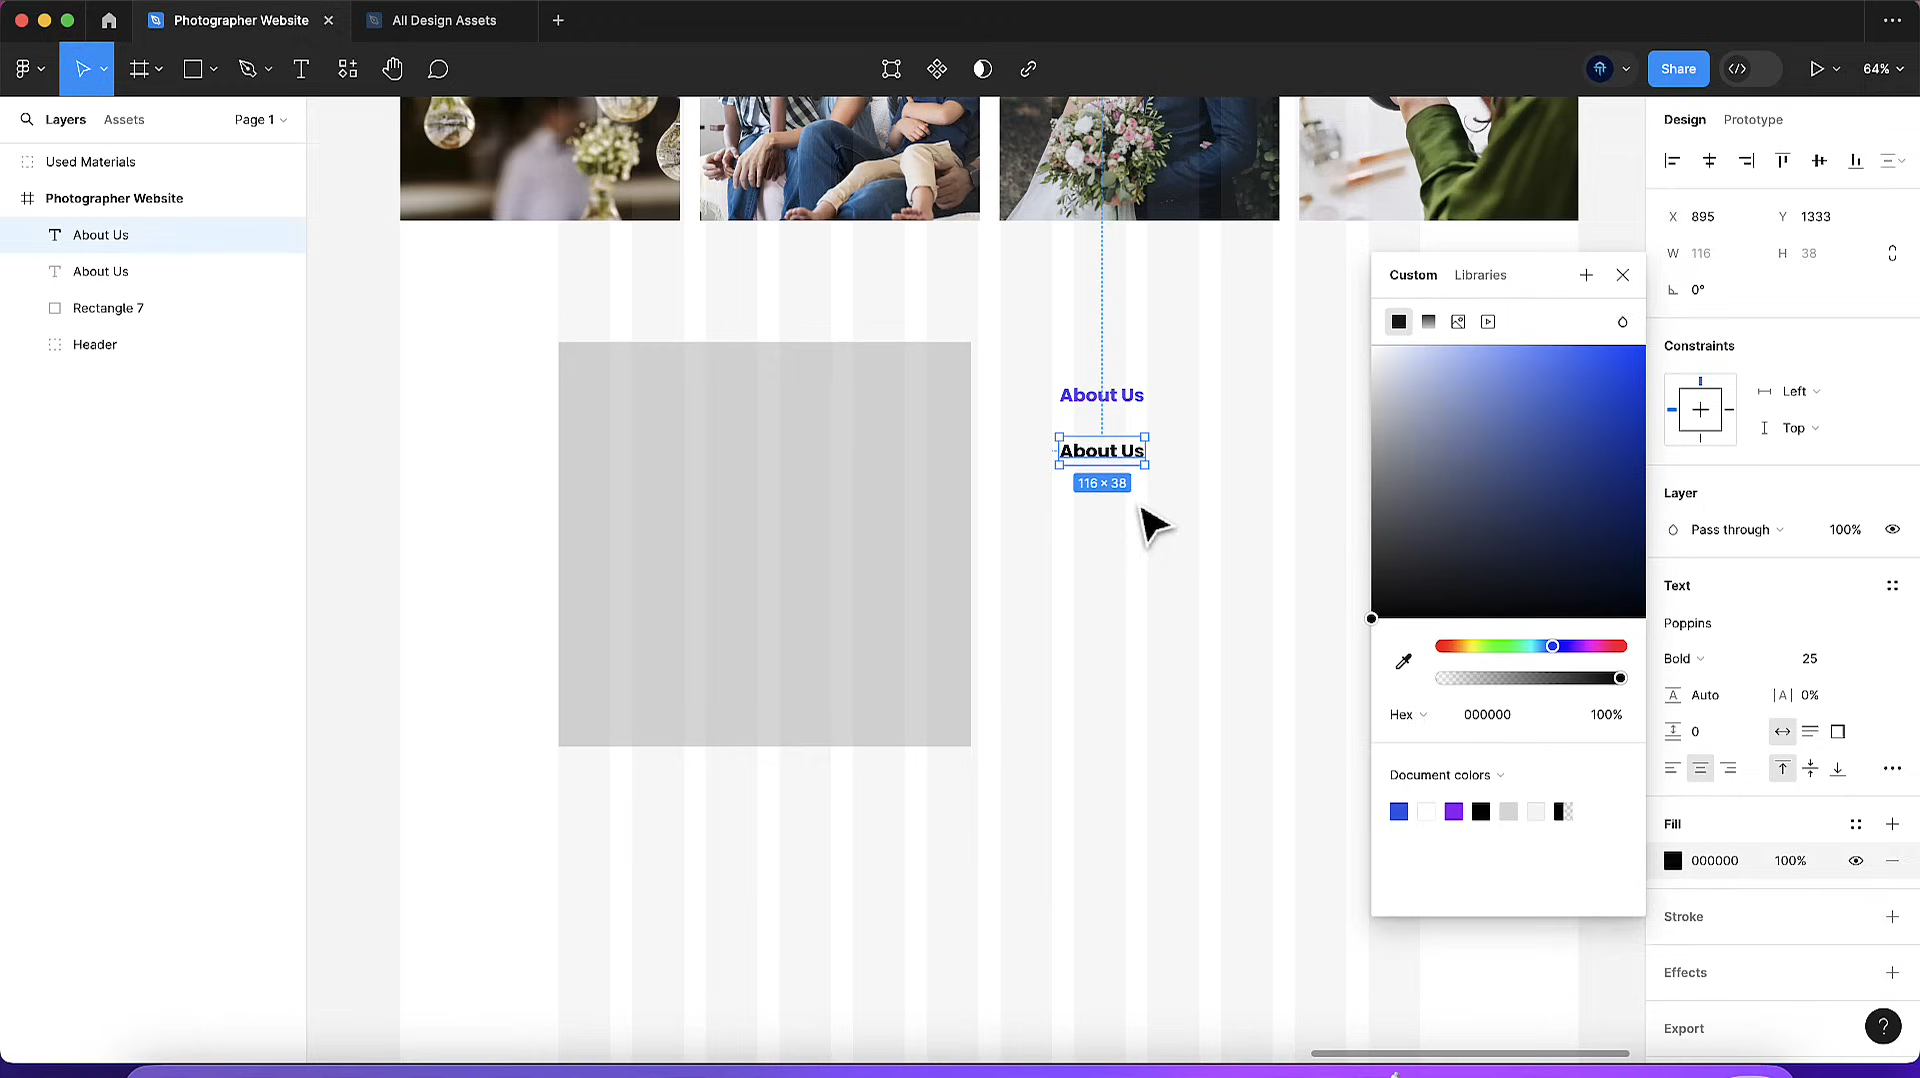 Photographer Website
All Design Assets
Share
64%
Layers
Assets
Page 1
Used Materials
Photographer Website
About Us
About Us
Rectangle 7
Header
About Us
About Us
116 × 38
Custom
Libraries
Hex
000000
100%
Document colors
Design
Prototype
X 895
Y 1333
W 116
H 38
0°
Constraints
Left
Top
Layer
Pass through
100%
Text
Poppins
Bold
25
A Auto
|A| 0%
0
Fill
000000
100%
Stroke
Effects
Export
?